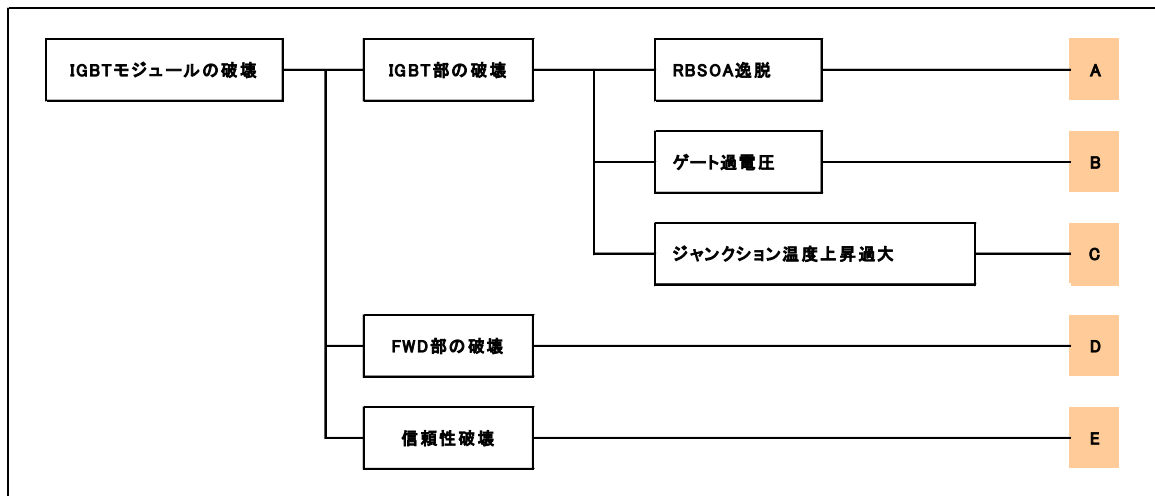 IGBTモジュールの破壊
IGBT部の破壊
RBSOA逸脱
A
ゲート過電圧
B
ジャンクション温度上昇過大
C
FWD部の破壊
D
信頼性破壊
E